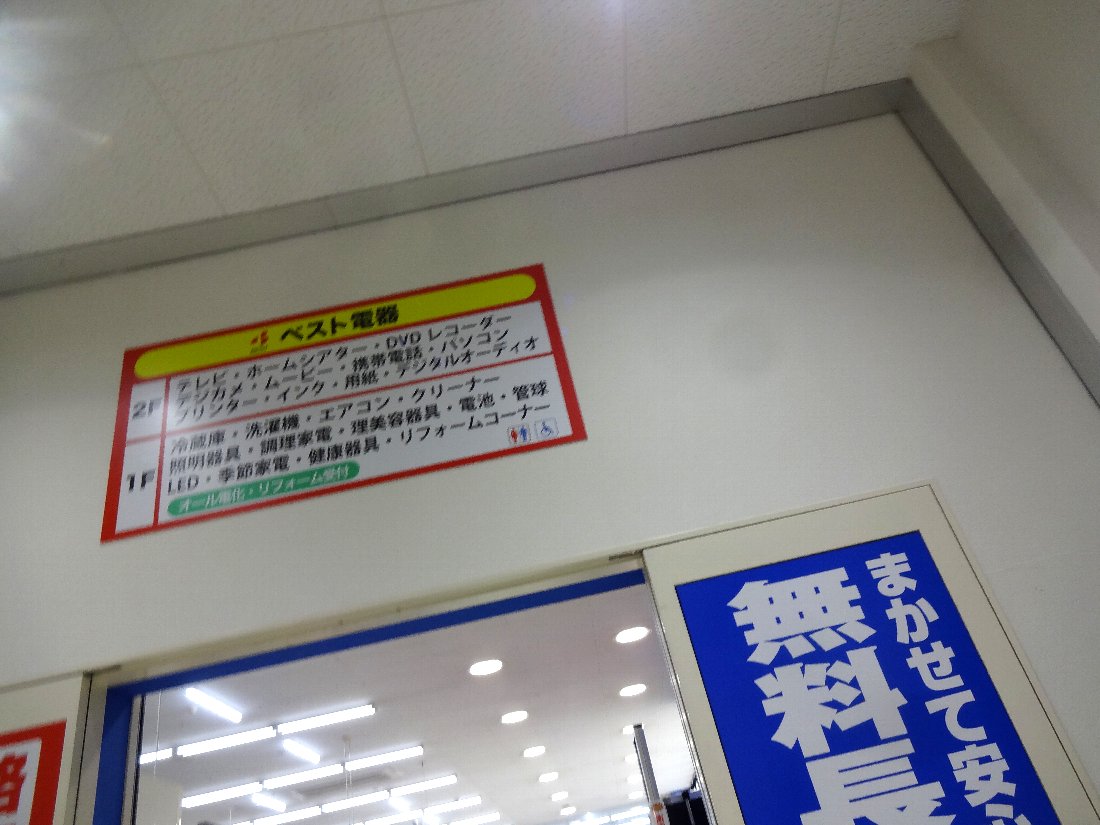 ベスト電器
2F
テレビ・ホームシアター・DVDレコーダー
デジカメ・ムービー・携帯電話・パソコン
プリンター・インク・用紙・デジタルオーディオ
1F
冷蔵庫・洗濯機・エアコン・クリーナー
照明器具・調理家電・理美容器具・電池・管球
LED・季節家電・健康器具・リフォームコーナー
オール電化・リフォーム受付
まかせて安心
無料長